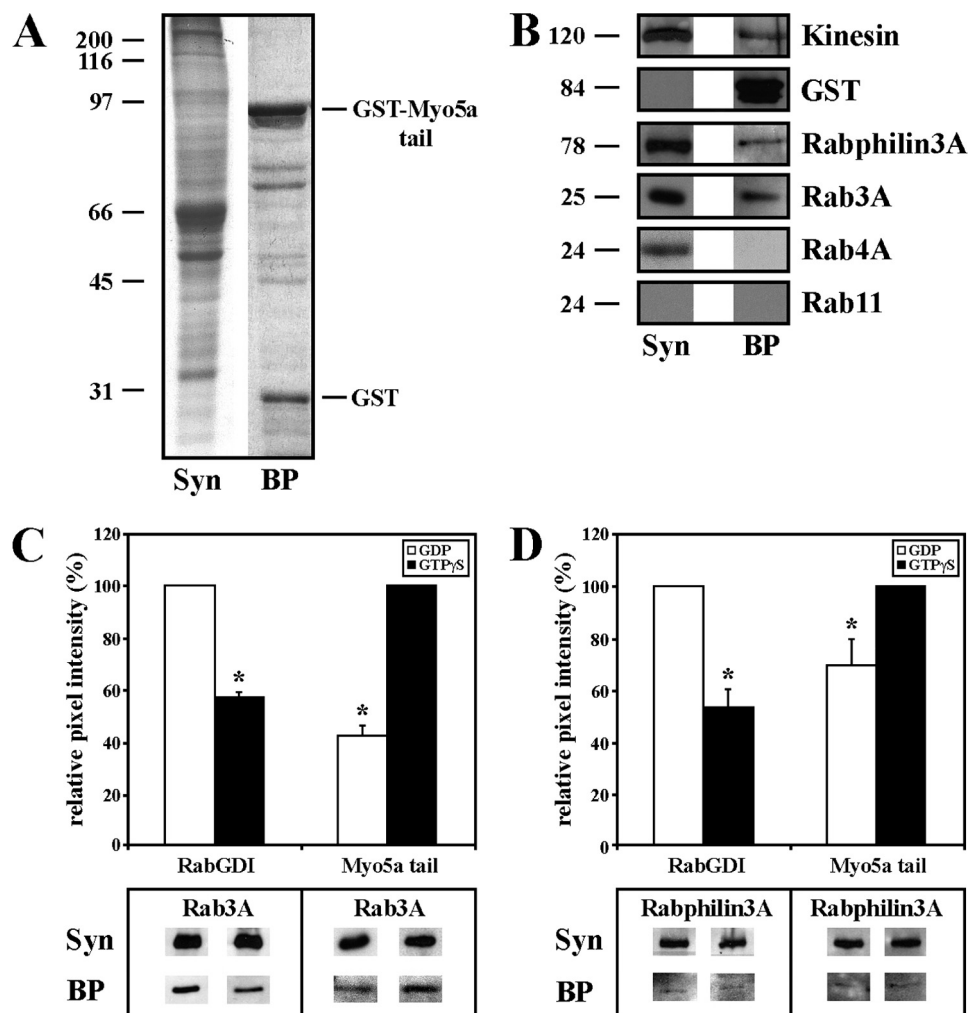 A
200
116
97
66
45
31
GST-Myo5a
tail
GST
Syn BP
B
120 Kinesin
84 GST
78 Rabphilin3A
25 Rab3A
24 Rab4A
24 Rab11
Syn BP
C
relative pixel intensity (%)
120
100
80
60
40
20
0
GDP
GTPγS
*
*
RabGDI Myo5a tail
Rab3A Rab3A
Syn
BP
D
relative pixel intensity (%)
120
100
80
60
40
20
0
GDP
GTPγS
*
*
RabGDI Myo5a tail
Rabphilin3A Rabphilin3A
Syn
BP